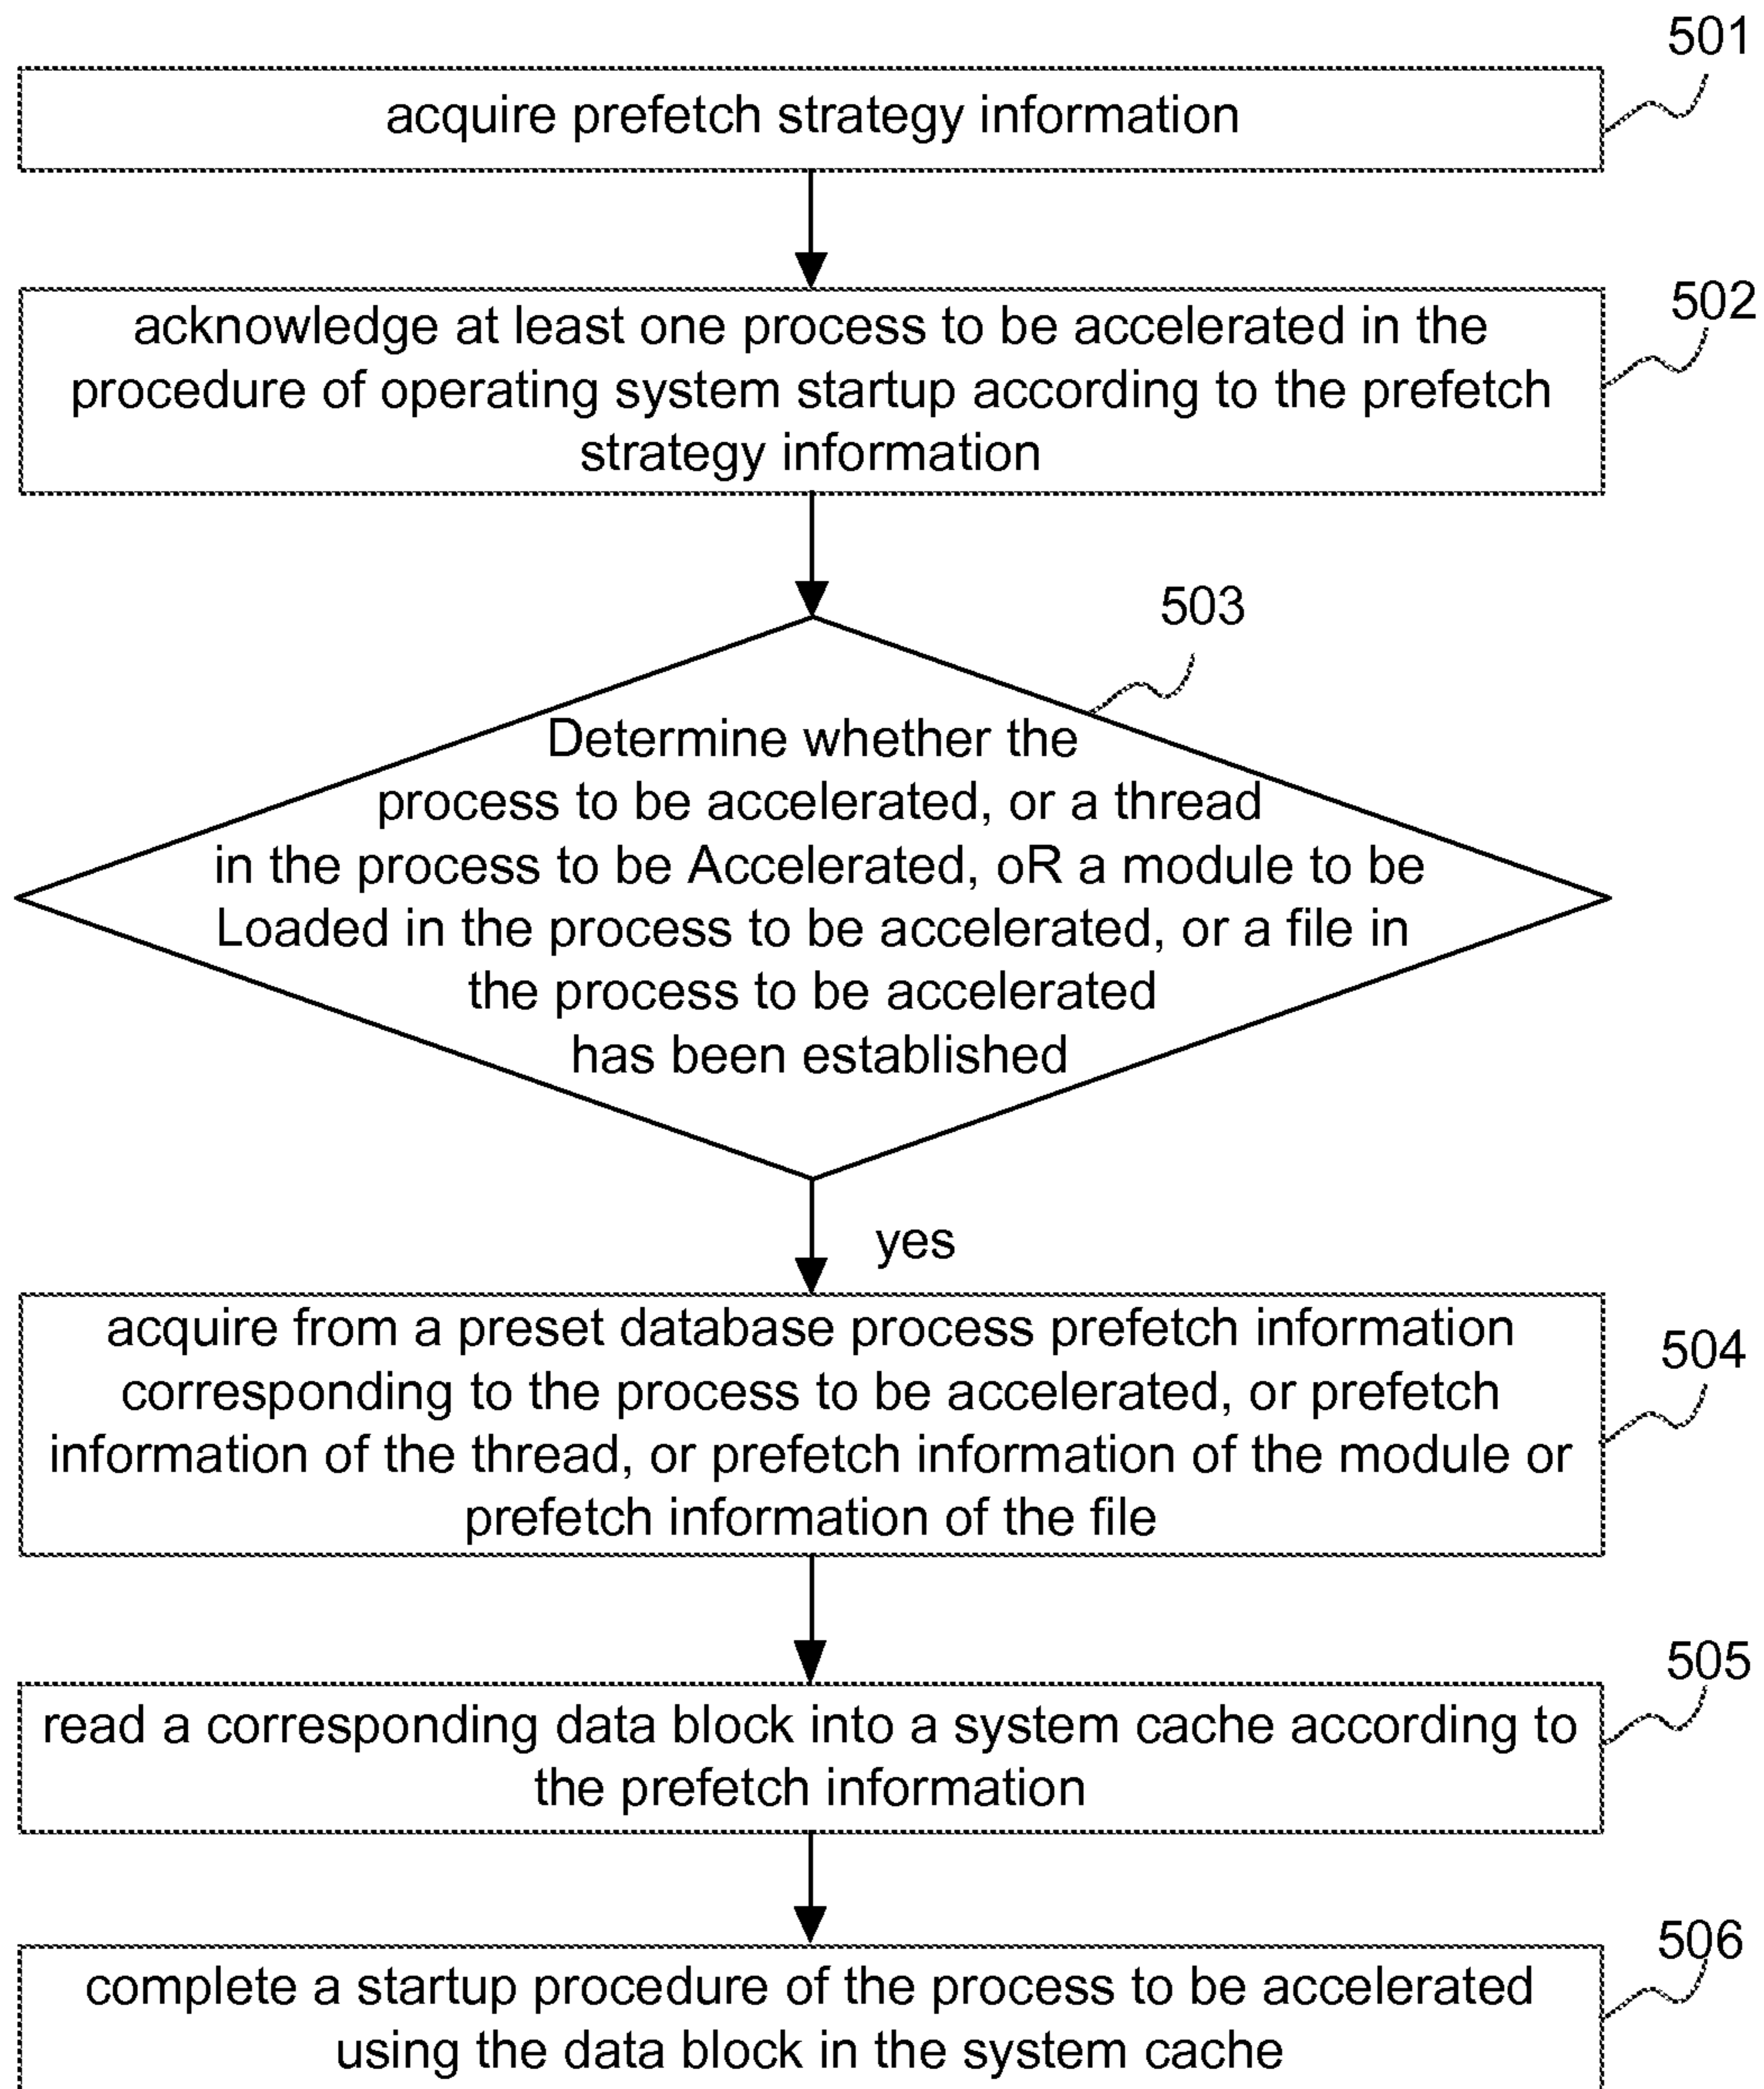 501
acquire prefetch strategy information
502
acknowledge at least one process to be accelerated in the
procedure of operating system startup according to the prefetch
strategy information
503
Determine whether the
process to be accelerated, or a thread
in the process to be Accelerated, oR a module to be
Loaded in the process to be accelerated, or a file in
the process to be accelerated
has been established
yes
acquire from a preset database process prefetch information
504
corresponding to the process to be accelerated, or prefetch
information of the thread, or prefetch information of the module or
prefetch information of the file
505
read a corresponding data block into a system cache according to
the prefetch information
506
complete a startup procedure of the process to be accelerated
using the data block in the system cache